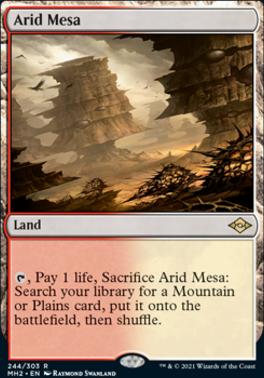 Arid Mesa
Land
, Pay 1 life, Sacrifice Arid Mesa:
Search your library for a Mountain
or Plains card, put it onto the
battlefield, then shuffle.
244/303 R
MH2 • EN RAYMOND SWANLAND
™ & © 2021 Wizards of the Coast